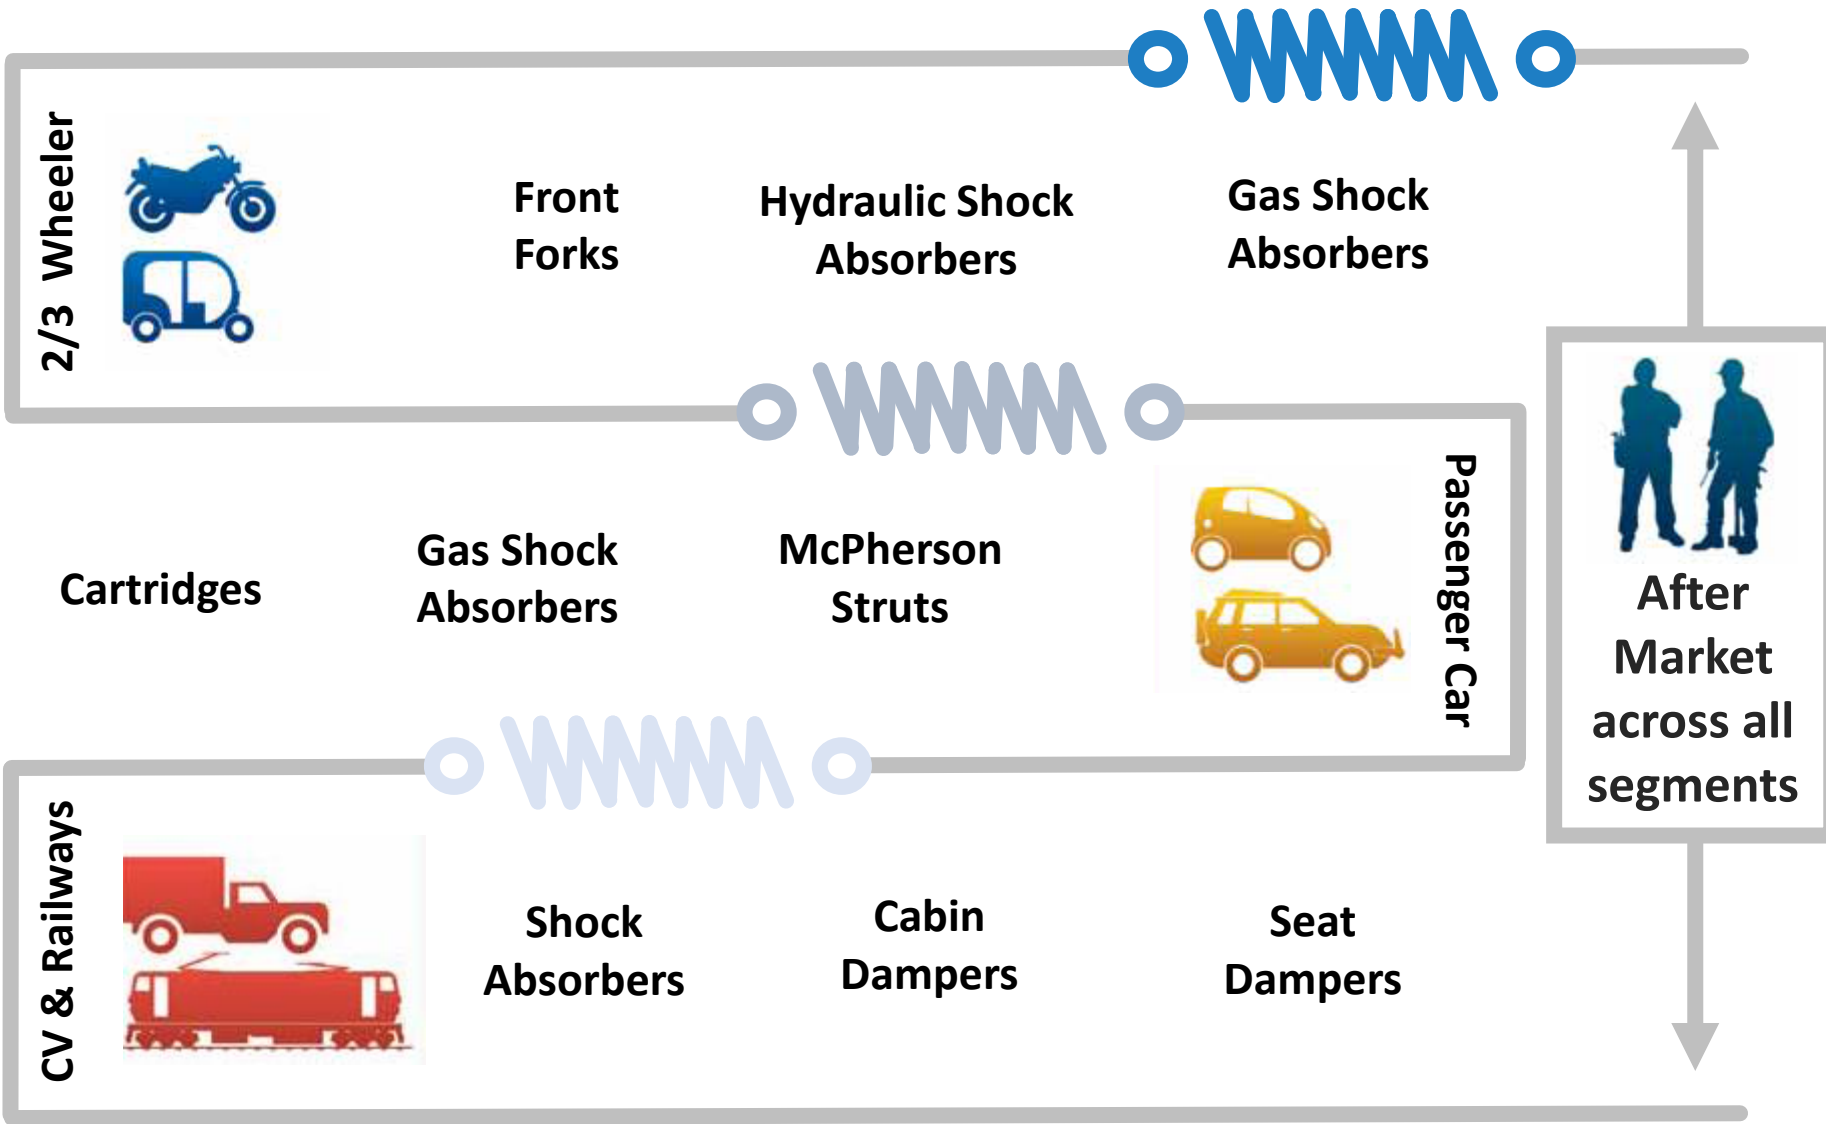 2/3 Wheeler
Front
Forks
Hydraulic Shock
Absorbers
Gas Shock
Absorbers
Cartridges
Gas Shock
Absorbers
McPherson
Struts
Passenger Car
CV & Railways
Shock
Absorbers
Cabin
Dampers
Seat
Dampers
After
Market
across all
segments